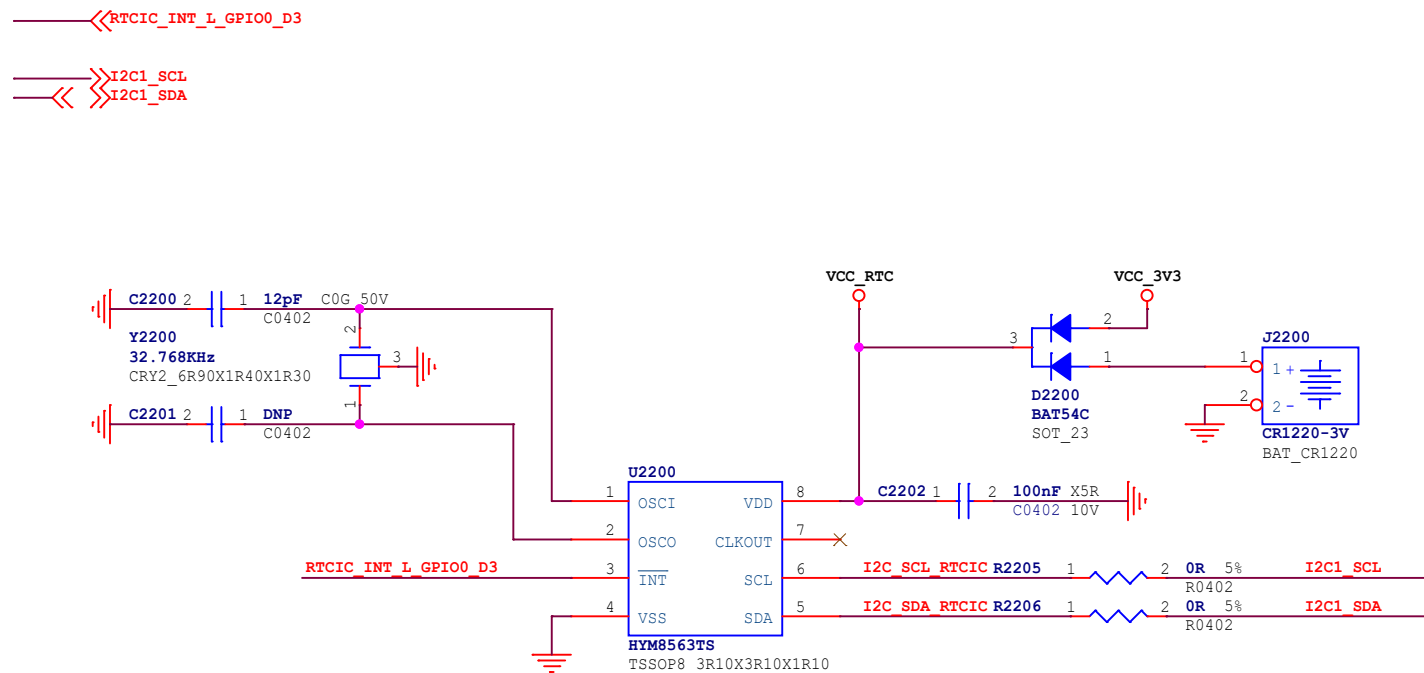 RTCIC_INT_L_GPIO0_D3
I2C1_SCL
I2C1_SDA
VCC_RTC
VCC_3V3
C2200 2 1 12pF C0G 50V
C0402
Y2200
32.768KHz
CRY2_6R90X1R40X1R30
2
3
1
C2201 2 1 DNP
C0402
3
2
1
D2200
BAT54C
SOT_23
J2200
1
1 +
2
2 -
CR1220-3V
BAT_CR1220
U2200
1 OSCI VDD 8
2 OSCO CLKOUT 7
3 INT SCL 6
4 VSS SDA 5
HYM8563TS
TSSOP8 3R10X3R10X1R10
C2202 1 2 100nF X5R
C0402 10V
RTCIC_INT_L_GPIO0_D3
I2C_SCL_RTCIC R2205 1 2 0R 5% I2C1_SCL
R0402
I2C_SDA_RTCIC R2206 1 2 0R 5% I2C1_SDA
R0402